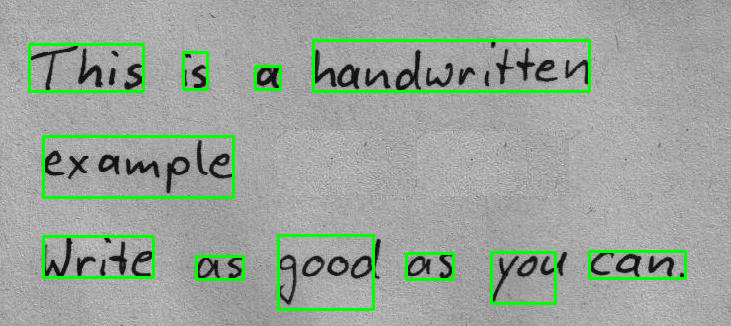 This is a handwritten
example
Write as good as you can.